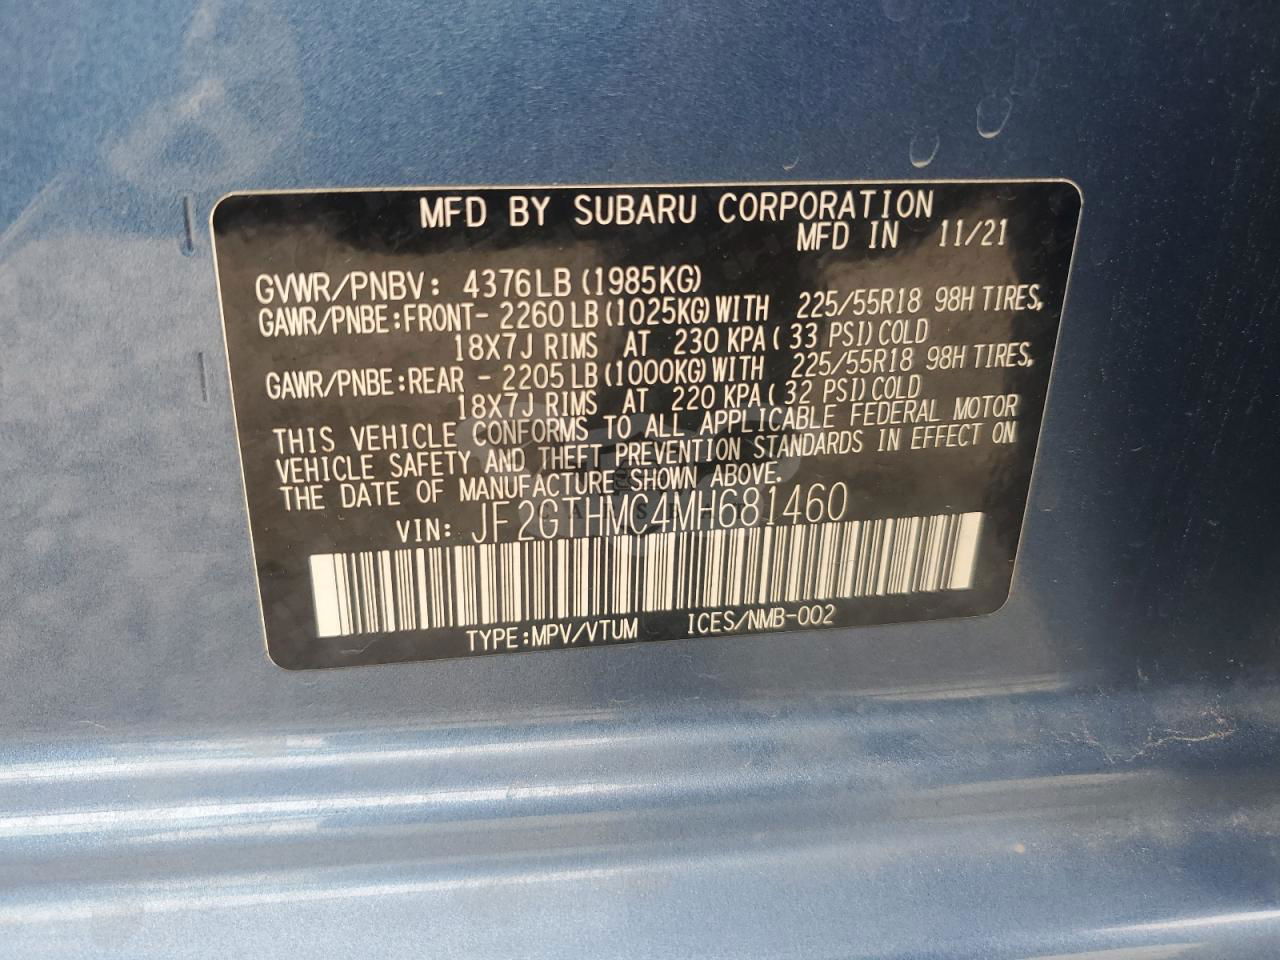 MFD BY SUBARU CORPORATION
MFD IN 11/21
GVWR/PNBV: 4376LB (1985KG)
GAWR/PNBE:FRONT- 2260 LB (1025KG) WITH 225/55R18 98H TIRES,
18X7J RIMS AT 230 KPA ( 33 PSI) COLD
GAWR/PNBE:REAR - 2205 LB (1000KG) WITH 225/55R18 98H TIRES,
18X7J RIMS AT 220 KPA ( 32 PSI) COLD
THIS VEHICLE CONFORMS TO ALL APPLICABLE FEDERAL MOTOR
VEHICLE SAFETY AND THEFT PREVENTION STANDARDS IN EFFECT ON
THE DATE OF MANUFACTURE SHOWN ABOVE.
VIN: JF2GTHMC4MH681460
TYPE:MPV/VTUM ICES/NMB-002